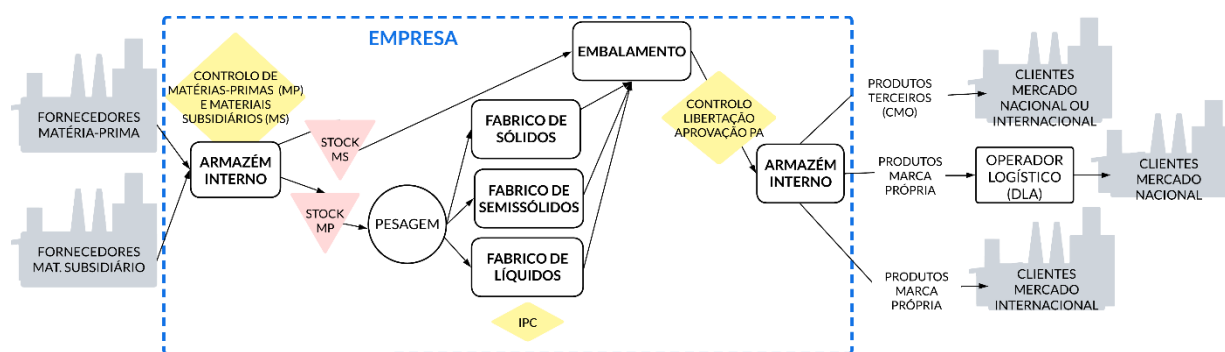 EMPRESA
FORNECEDORES
MATÉRIA-PRIMA
FORNECEDORES
MAT. SUBSIDIÁRIO
CONTROLO DE
MATÉRIAS-PRIMAS (MP)
E MATERIAIS
SUBSIDIÁRIOS (MS)
ARMAZÉM
INTERNO
STOCK
MS
STOCK
MP
PESAGEM
FABRICO DE
SÓLIDOS
FABRICO DE
SEMISSÓLIDOS
FABRICO DE
LÍQUIDOS
IPC
EMBALAMENTO
CONTROLO
LIBERTAÇÃO
APROVAÇÃO PA
ARMAZÉM
INTERNO
PRODUTOS
TERCEIROS
(CMO)
CLIENTES
MERCADO
NACIONAL OU
INTERNACIONAL
PRODUTOS
MARCA
PRÓPRIA
OPERADOR
LOGÍSTICO
(DLA)
CLIENTES
MERCADO
NACIONAL
PRODUTOS
MARCA
PRÓPRIA
CLIENTES
MERCADO
INTERNACIONAL